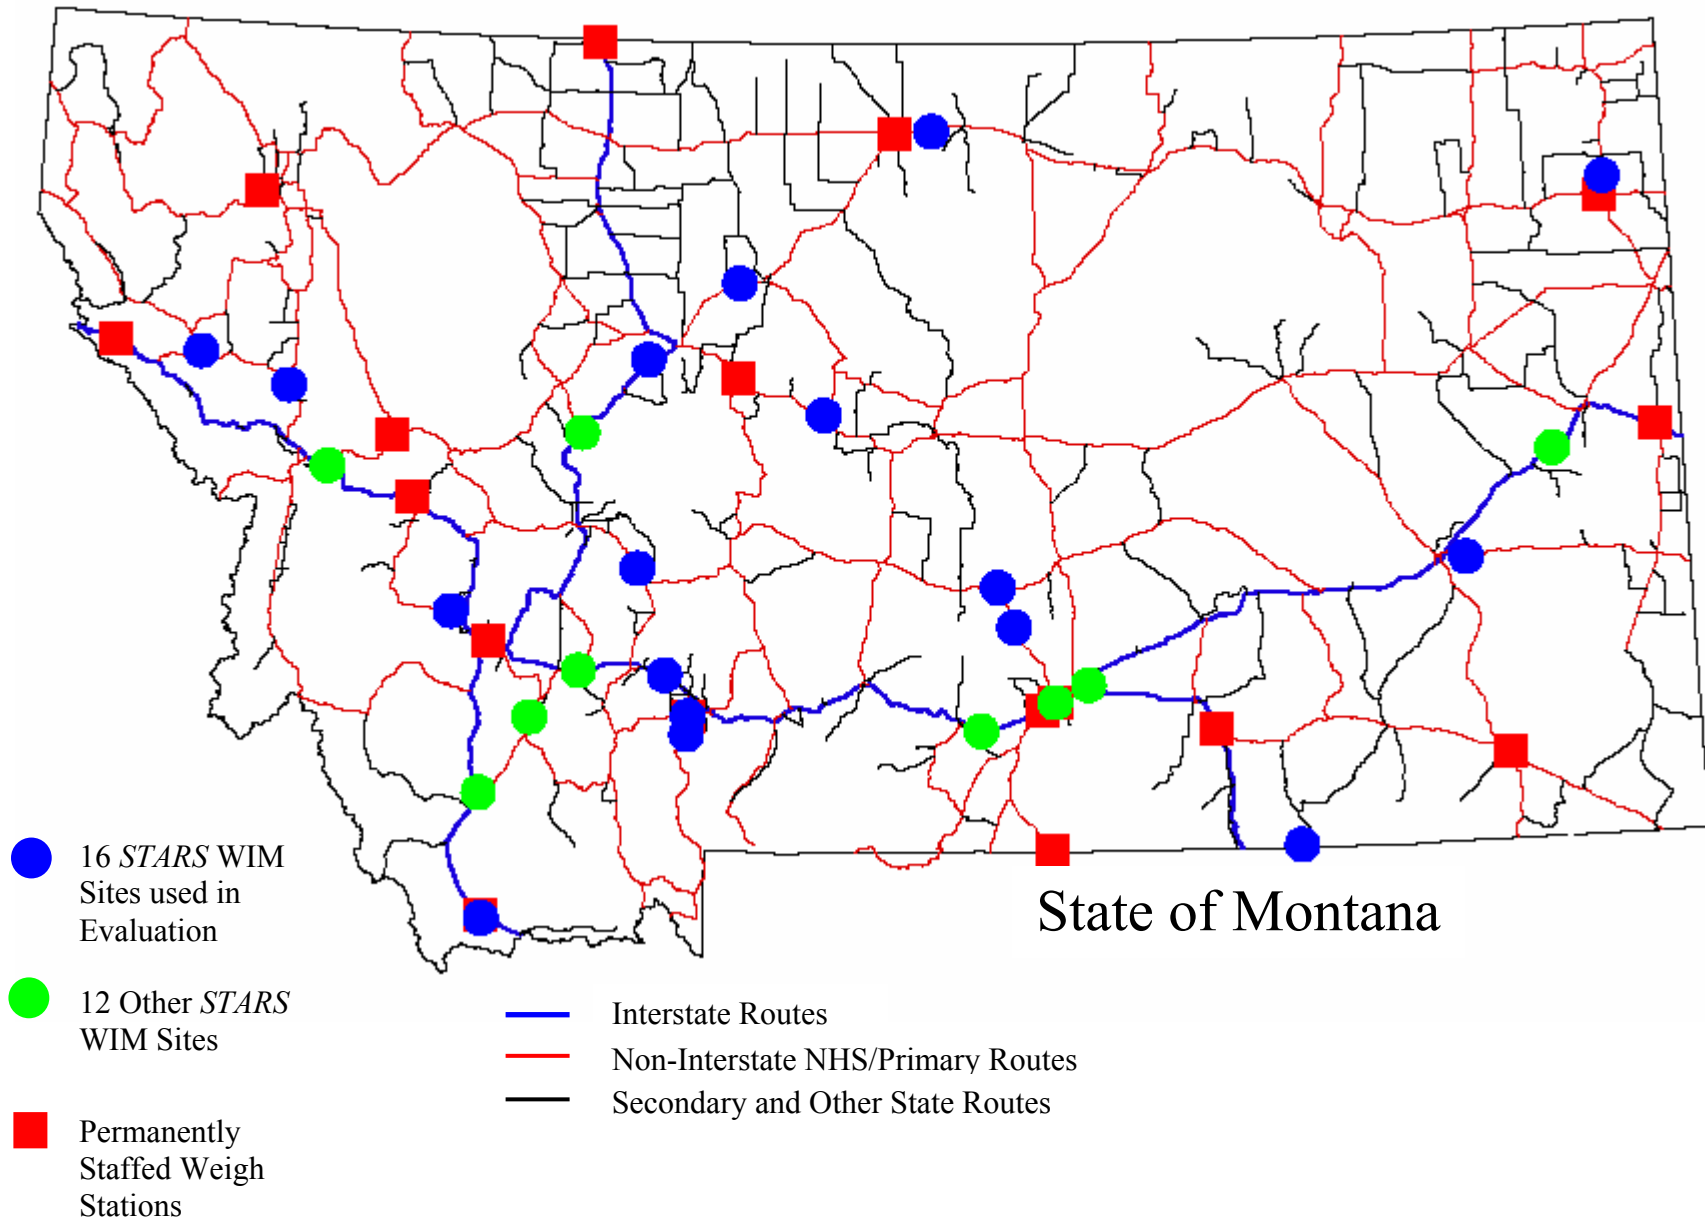 State of Montana
16 STARS WIM
Sites used in
Evaluation
12 Other STARS
WIM Sites
Permanently
Staffed Weigh
Stations
Interstate Routes
Non-Interstate NHS/Primary Routes
Secondary and Other State Routes